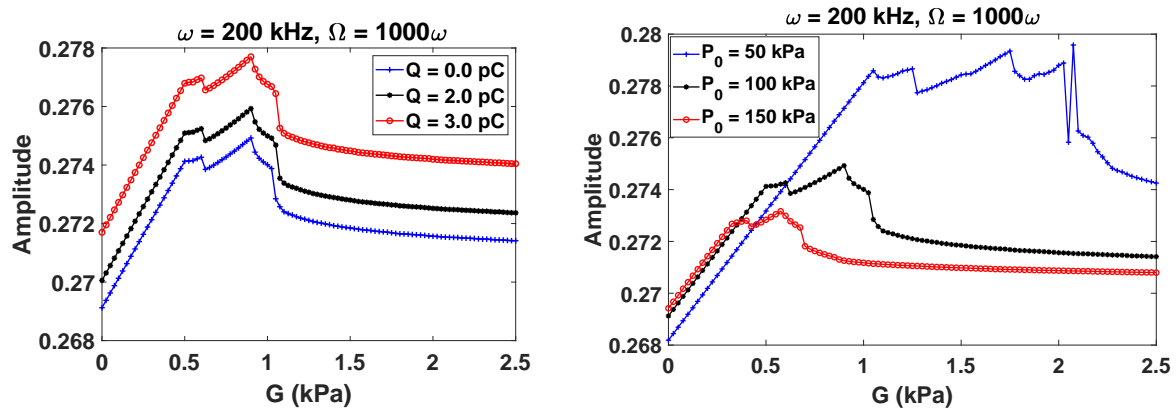 ω = 200 kHz, Ω = 1000ω
0.278
0.276
0.274
0.272
0.27
0.268
Amplitude
Q = 0.0 pC
Q = 2.0 pC
Q = 3.0 pC
0 0.5 1 1.5 2 2.5
G (kPa)
ω = 200 kHz, Ω = 1000ω
0.28
0.278
0.276
0.274
0.272
0.27
0.268
Amplitude
P₀ = 50 kPa
P₀ = 100 kPa
P₀ = 150 kPa
0 0.5 1 1.5 2 2.5
G (kPa)